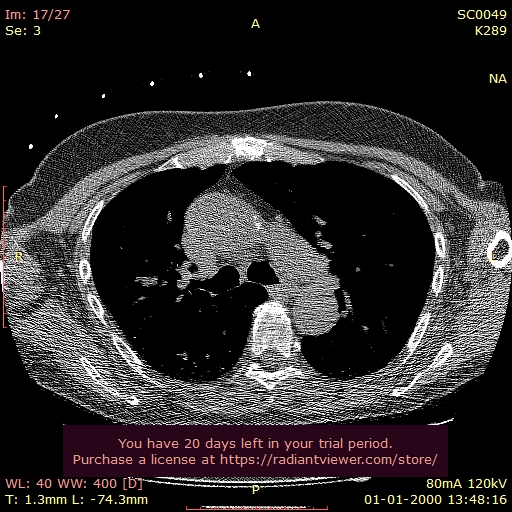 Im: 17/27
Se: 3
A
SC0049
K289
NA
R
You have 20 days left in your trial period.
Purchase a license at https://radiantviewer.com/store/
WL: 40 WW: 400 [D]
T: 1.3mm L: -74.3mm
P
80mA 120kV
01-01-2000 13:48:16